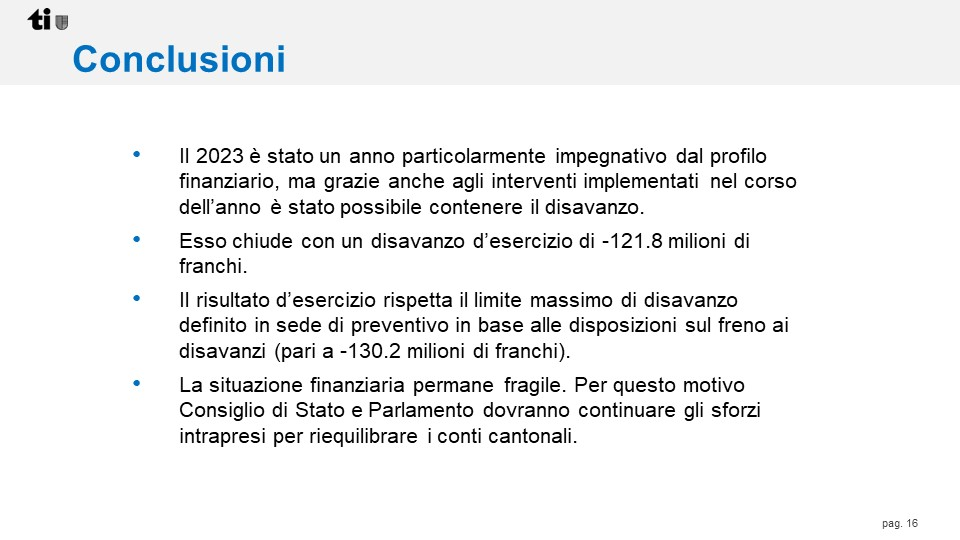 ti
Conclusioni
• Il 2023 è stato un anno particolarmente impegnativo dal profilo
finanziario, ma grazie anche agli interventi implementati nel corso
dell’anno è stato possibile contenere il disavanzo.
• Esso chiude con un disavanzo d’esercizio di -121.8 milioni di
franchi.
• Il risultato d’esercizio rispetta il limite massimo di disavanzo
definito in sede di preventivo in base alle disposizioni sul freno ai
disavanzi (pari a -130.2 milioni di franchi).
• La situazione finanziaria permane fragile. Per questo motivo
Consiglio di Stato e Parlamento dovranno continuare gli sforzi
intrapresi per riequilibrare i conti cantonali.
pag. 16